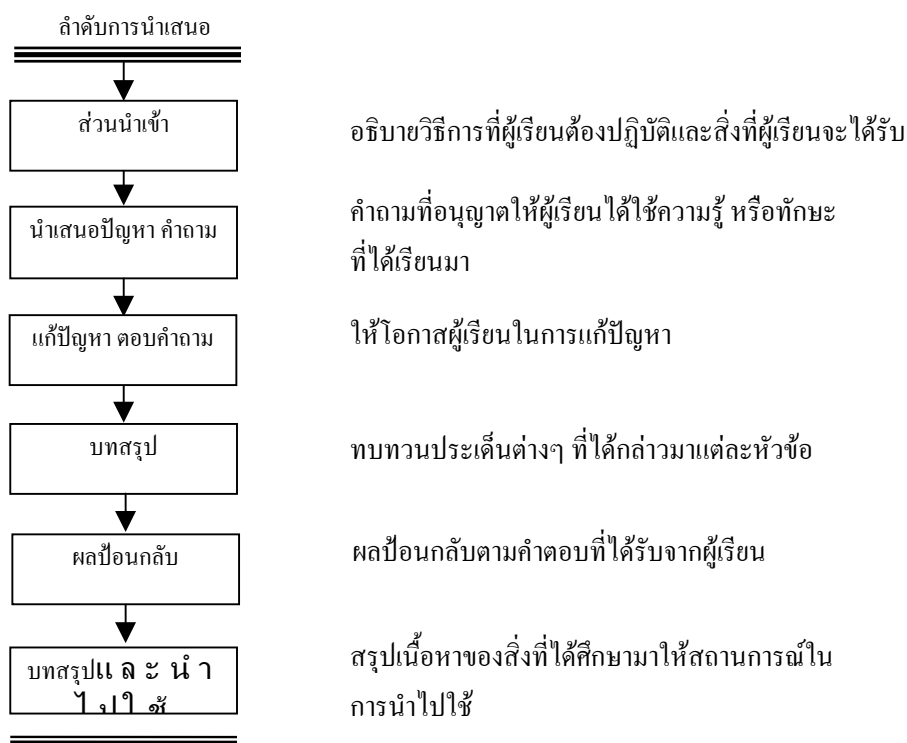 ลำดับการนำเสนอ
ส่วนนำเข้า
อธิบายวิธีการที่ผู้เรียนต้องปฏิบัติและสิ่งที่ผู้เรียนจะได้รับ
นำเสนอปัญหา คำถาม
คำถามที่อนุญาตให้ผู้เรียนได้ใช้ความรู้ หรือทักษะ
ที่ได้เรียนมา
แก้ปัญหา ตอบคำถาม
ให้โอกาสผู้เรียนในการแก้ปัญหา
บทสรุป
ทบทวนประเด็นต่างๆ ที่ได้กล่าวมาแต่ละหัวข้อ
ผลป้อนกลับ
ผลป้อนกลับตามคำตอบที่ได้รับจากผู้เรียน
บทสรุปและนำ
ไปใช้
สรุปเนื้อหาของสิ่งที่ได้ศึกษามาให้สถานการณ์ใน
การนำไปใช้